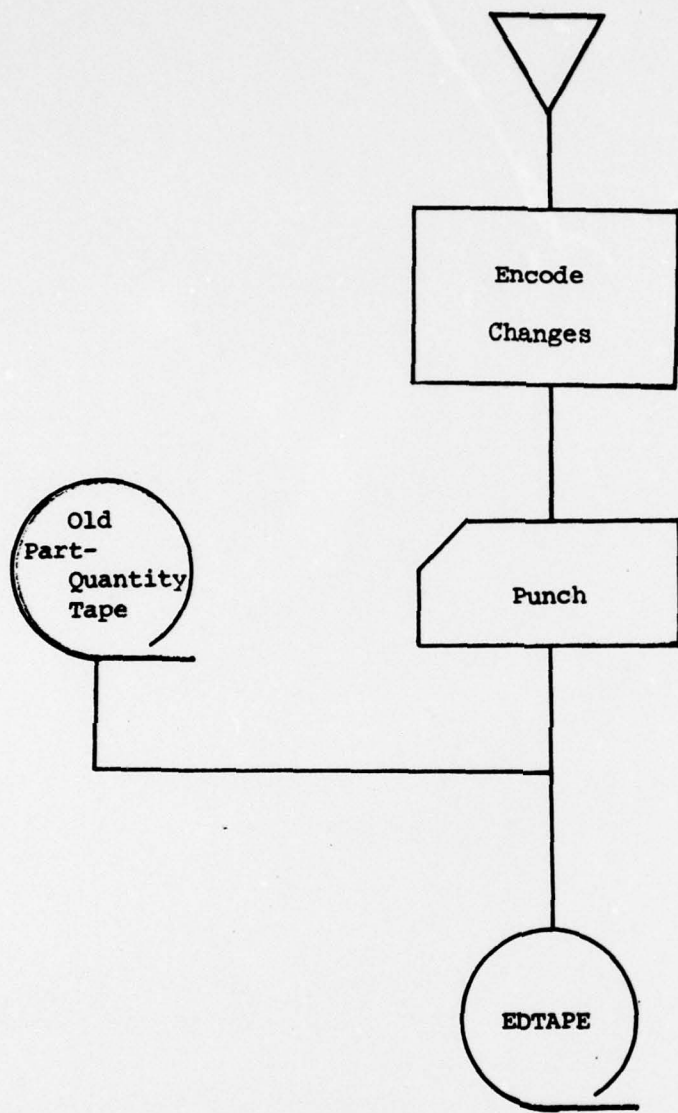 Encode
Changes
Old
Part-
Quantity
Tape
Punch
EDTAPE